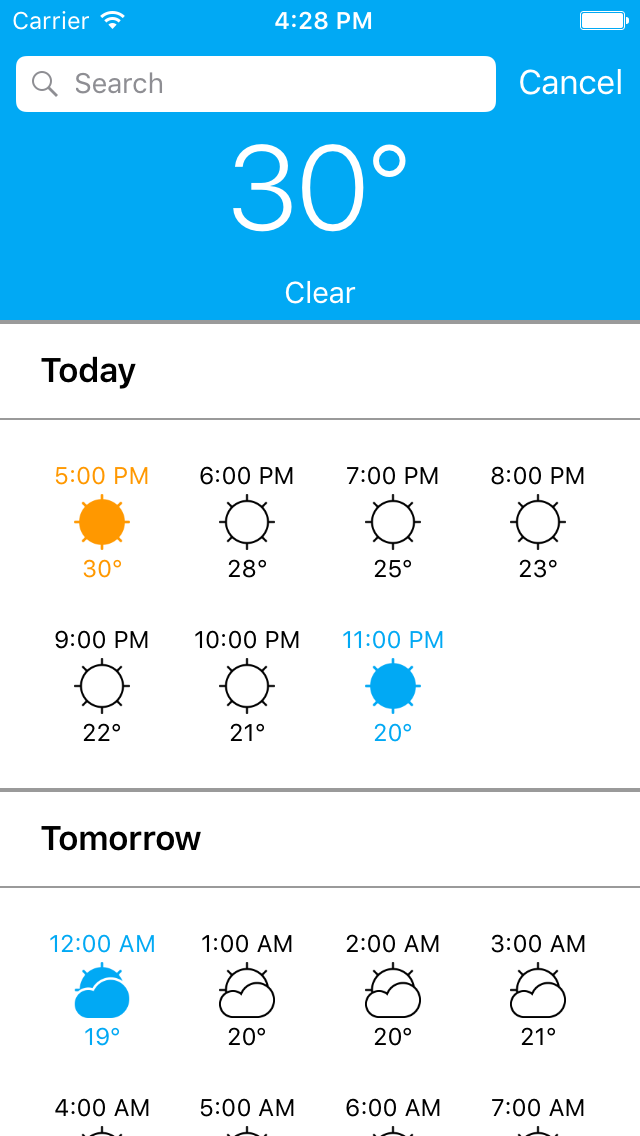 Carrier 4:28 PM
Search Cancel
30°
Clear
Today
5:00 PM 6:00 PM 7:00 PM 8:00 PM
30° 28° 25° 23°
9:00 PM 10:00 PM 11:00 PM
22° 21° 20°
Tomorrow
12:00 AM 1:00 AM 2:00 AM 3:00 AM
19° 20° 20° 21°
4:00 AM 5:00 AM 6:00 AM 7:00 AM